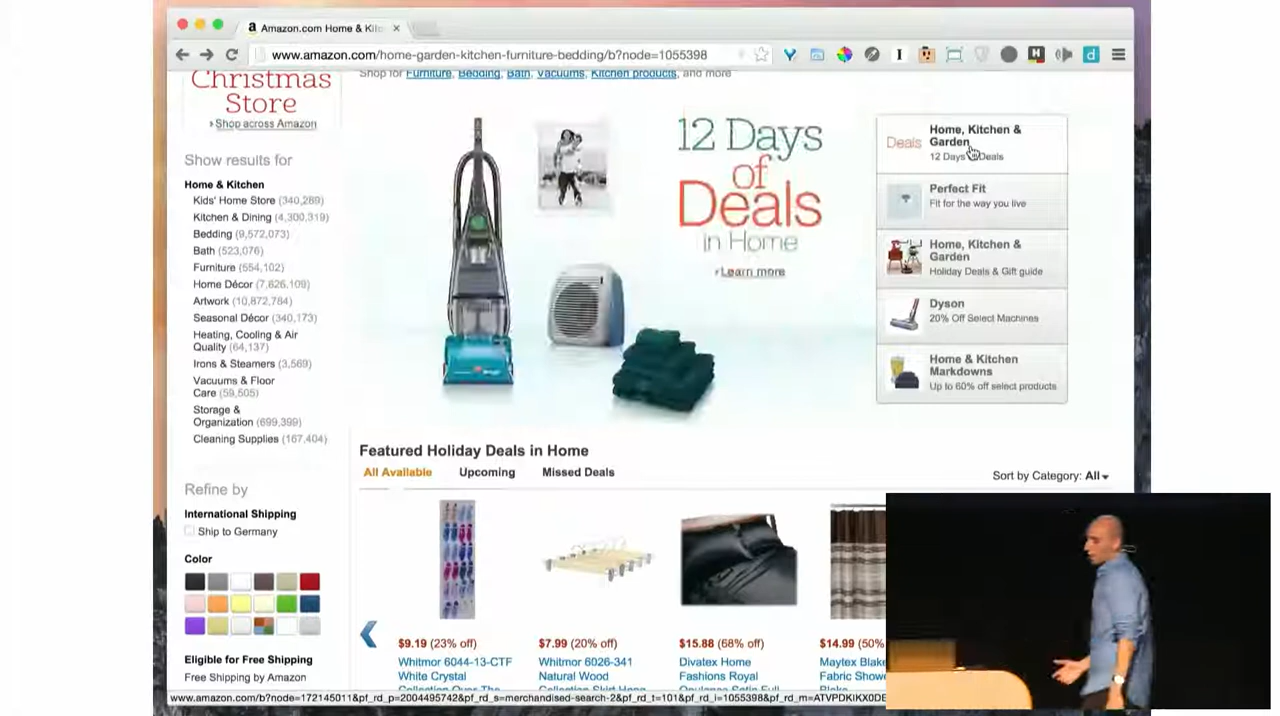 Amazon.com Home & Kitc
www.amazon.com/home-garden-kitchen-furniture-bedding/b?node=1055398
Christmas
Store
› Shop across Amazon
Shop for Furniture, Bedding, Bath, Vacuums, Kitchen products, and more
Show results for
Home & Kitchen
Kids' Home Store (340,289)
Kitchen & Dining (4,300,319)
Bedding (9,572,073)
Bath (523,076)
Furniture (554,102)
Home Décor (7,626,109)
Artwork (10,872,784)
Seasonal Décor (340,173)
Heating, Cooling & Air
Quality (64,137)
Irons & Steamers (3,569)
Vacuums & Floor
Care (59,505)
Storage &
Organization (699,399)
Cleaning Supplies (167,404)
Refine by
International Shipping
Ship to Germany
Color
Eligible for Free Shipping
Free Shipping by Amazon
12 Days
of
Deals
in Home
› Learn more
Deals
Home, Kitchen &
Garden
12 Days of Deals
Perfect Fit
Fit for the way you live
Home, Kitchen &
Garden
Holiday Deals & Gift guide
Dyson
20% Off Select Machines
Home & Kitchen
Markdowns
Up to 60% off select products
Featured Holiday Deals in Home
All Available Upcoming Missed Deals
Sort by Category: All
$9.19 (23% off)
Whitmor 6044-13-CTF
White Crystal
Collection Over The
$7.99 (20% off)
Whitmor 6026-341
Natural Wood
$15.88 (68% off)
Divatex Home
Fashions Royal
Opulence Satin Full
$14.99 (50%
Maytex Blake
Fabric Showe
www.amazon.com/b?node=172145011&pf_rd_p=2004495742&pf_rd_s=merchandised-search-2&pf_rd_t=101&pf_rd_i=1055398&pf_rd_m=ATVPDKIKX0DE